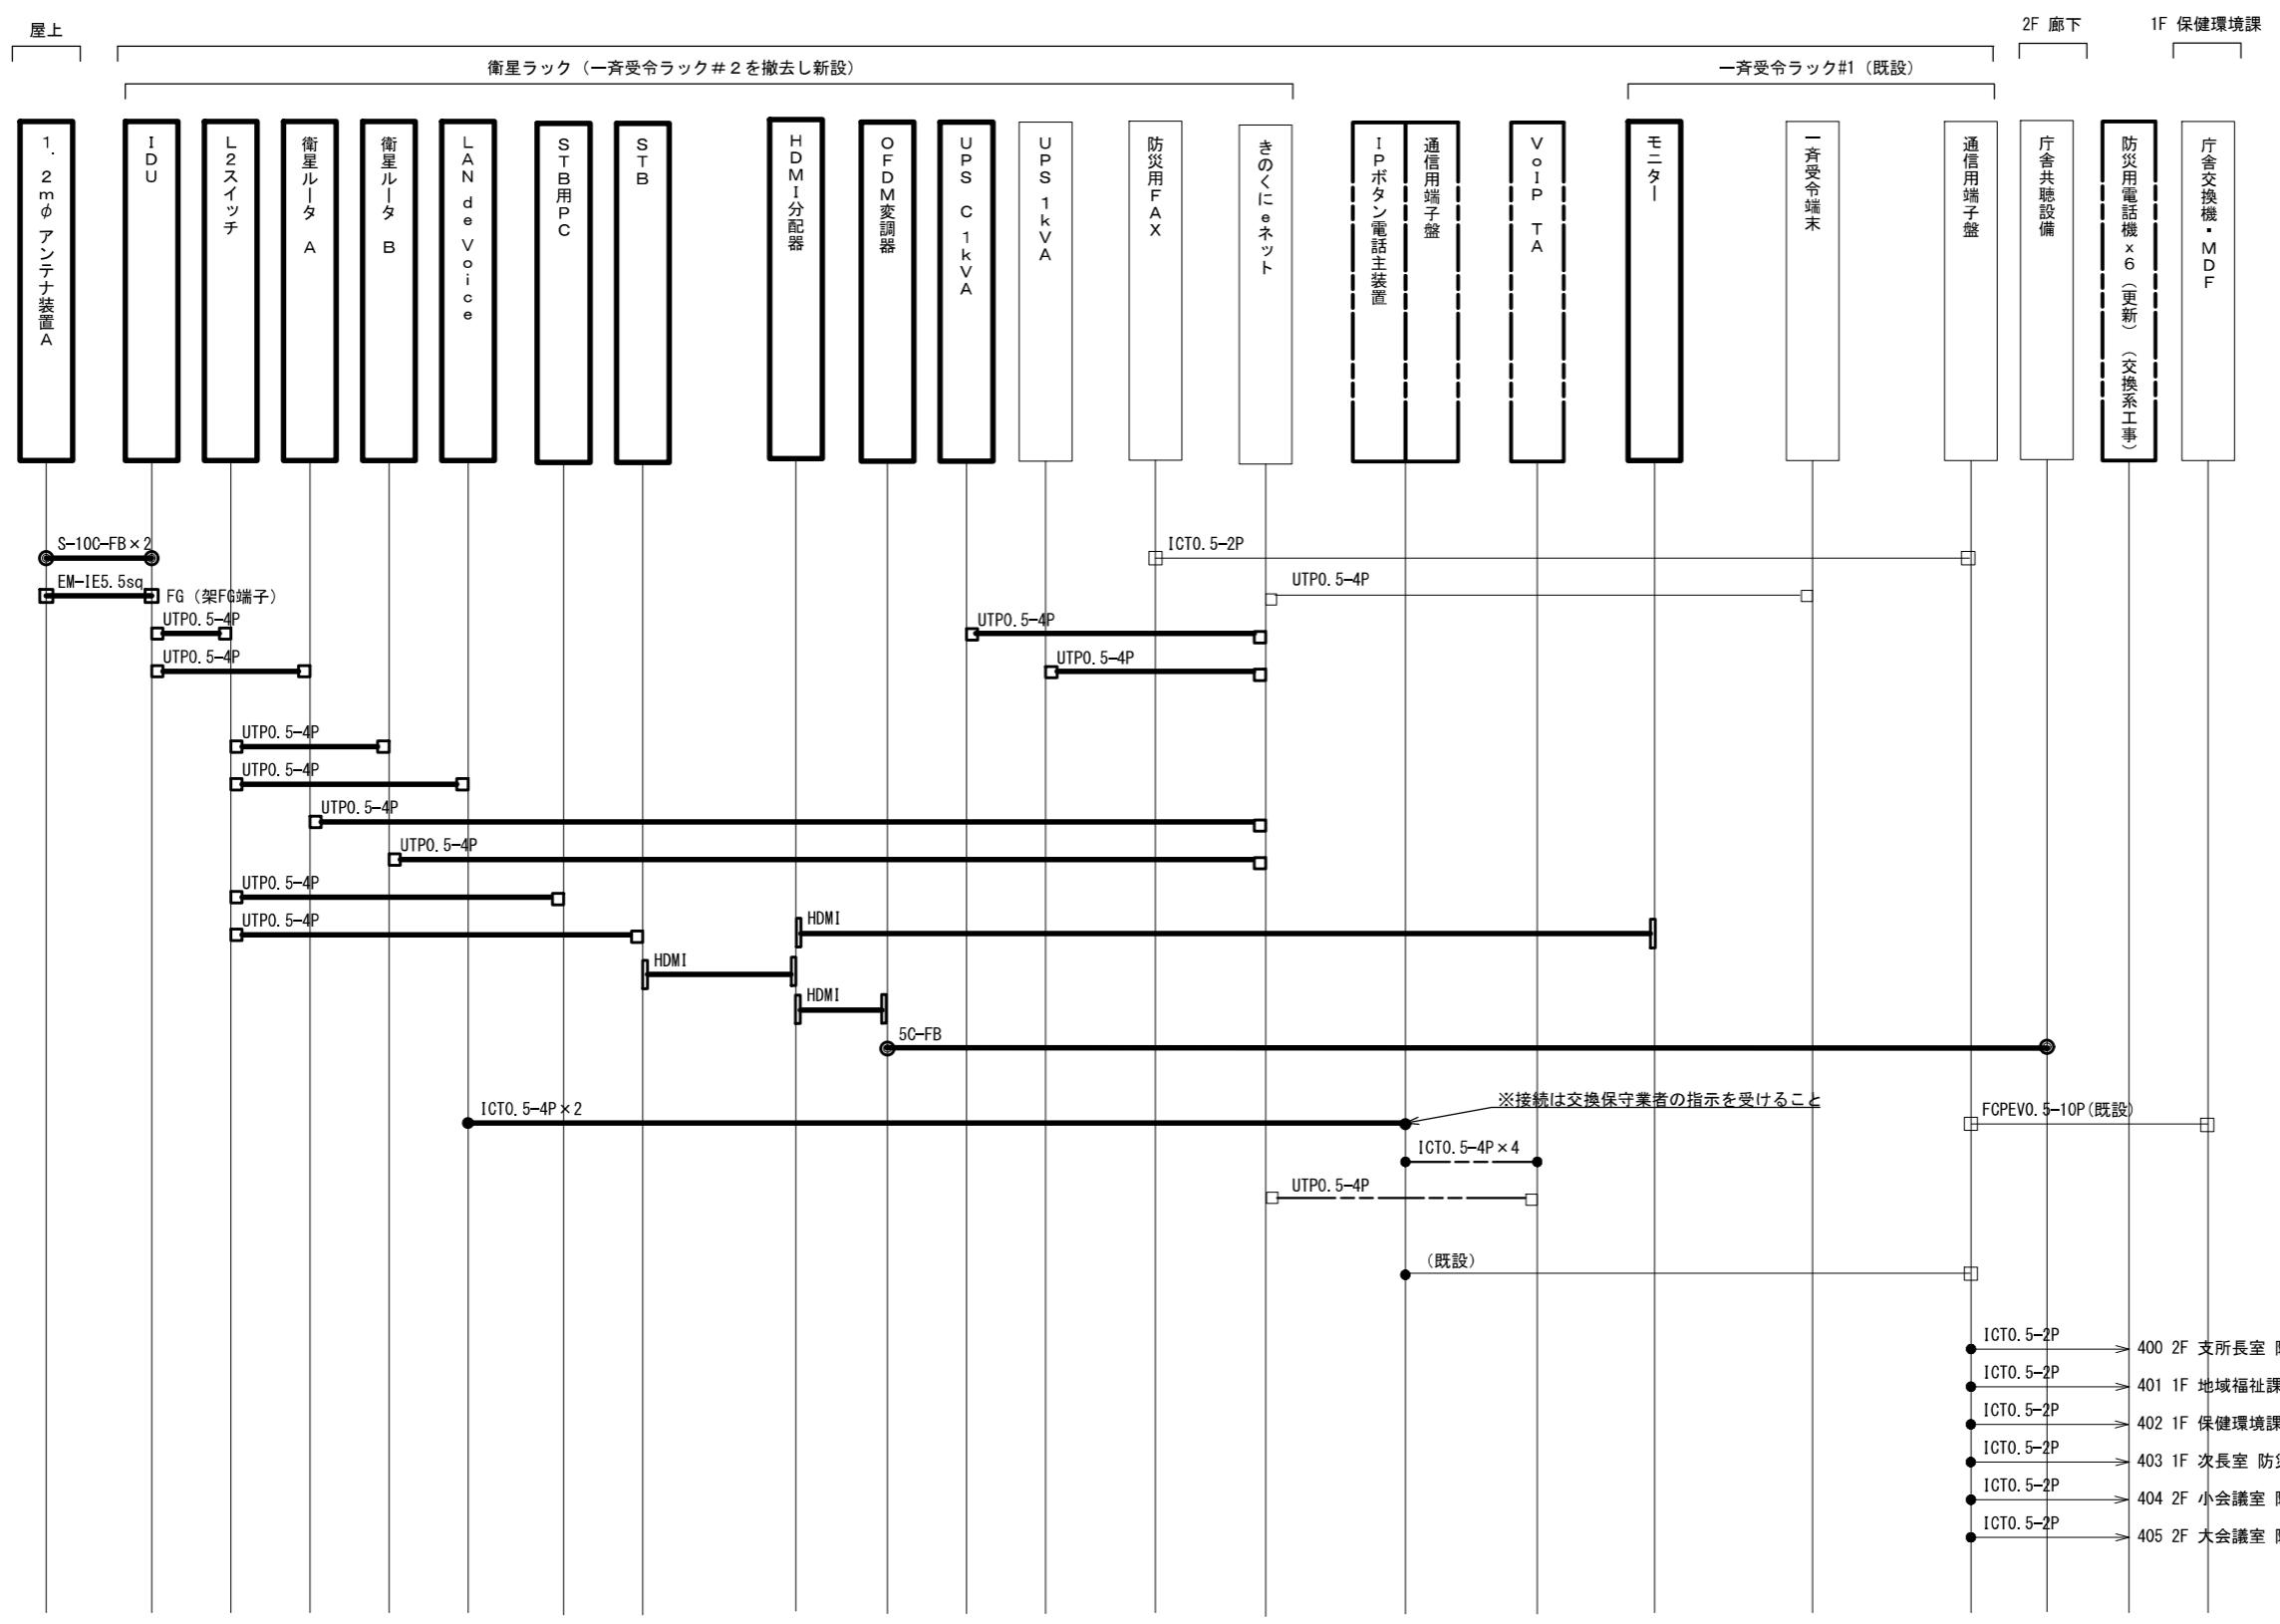 屋上
2F 廊下
1F 保健環境課
衛星ラック（一斉受令ラック＃２を撤去し新設）
一斉受令ラック#1（既設）
１．２ｍφ アンテナ装置Ａ
ＩＤＵ
Ｌ２スイッチ
衛星ルータ Ａ
衛星ルータ Ｂ
ＬＡＮ ｄｅ Ｖｏｉｃｅ
ＳＴＢ用ＰＣ
ＳＴＢ
ＨＤＭＩ分配器
ＯＦＤＭ変調器
ＵＰＳ Ｃ １ｋＶＡ
ＵＰＳ １ｋＶＡ
防災用ＦＡＸ
きのくにｅネット
ＩＰボタン電話主装置
通信用端子盤
ＶｏＩＰ ＴＡ
モニター
一斉受令端末
通信用端子盤
庁舎共聴設備
防災用電話機ｘ６（更新）（交換系工事）
庁舎交換機・ＭＤＦ
S-10C-FB×2
ICT0.5-2P
EM-IE5.5sq
FG（架FG端子）
UTP0.5-4P
UTP0.5-4P
UTP0.5-4P
UTP0.5-4P
UTP0.5-4P
UTP0.5-4P
UTP0.5-4P
UTP0.5-4P
UTP0.5-4P
UTP0.5-4P
UTP0.5-4P
HDMI
HDMI
HDMI
5C-FB
ICT0.5-4P×2
※接続は交換保守業者の指示を受けること
FCPEV0.5-10P(既設)
ICT0.5-4P×4
UTP0.5-4P
（既設）
ICT0.5-2P
400 2F 支所長室
ICT0.5-2P
401 1F 地域福祉課
ICT0.5-2P
402 1F 保健環境課
ICT0.5-2P
403 1F 次長室 防災
ICT0.5-2P
404 2F 小会議室
ICT0.5-2P
405 2F 大会議室